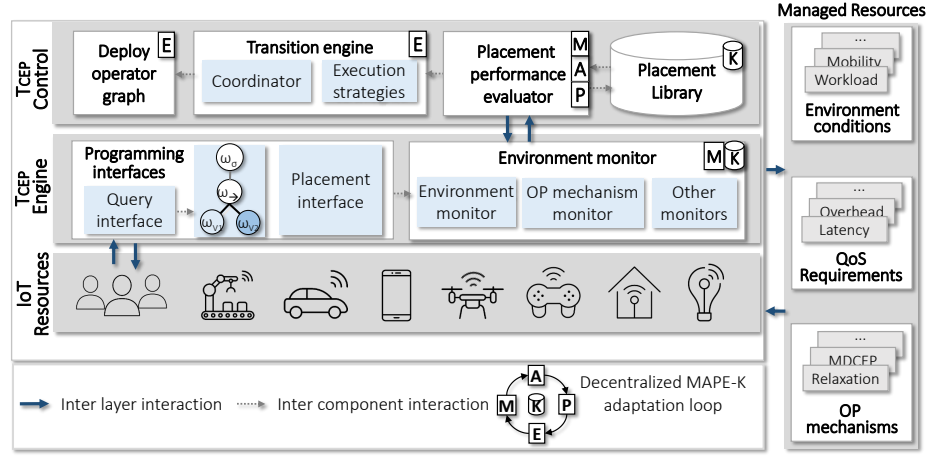 TCEP
Control
Deploy
operator
graph
E
Transition engine
E
Coordinator
Execution
strategies
Placement
performance
evaluator
M
A
P
Placement
Library
K
TCEP
Engine
Programming
interfaces
Query
interface
ωσ
ω→
ωV1
ωV2
Placement
interface
Environment monitor
M
K
Environment
monitor
OP mechanism
monitor
Other
monitors
IoT
Resources
Inter layer interaction
Inter component interaction
A
M
K
P
E
Decentralized MAPE-K
adaptation loop
Managed Resources
...
Mobility
Workload
Environment
conditions
...
Overhead
Latency
QoS
Requirements
...
MDCEP
Relaxation
OP
mechanisms